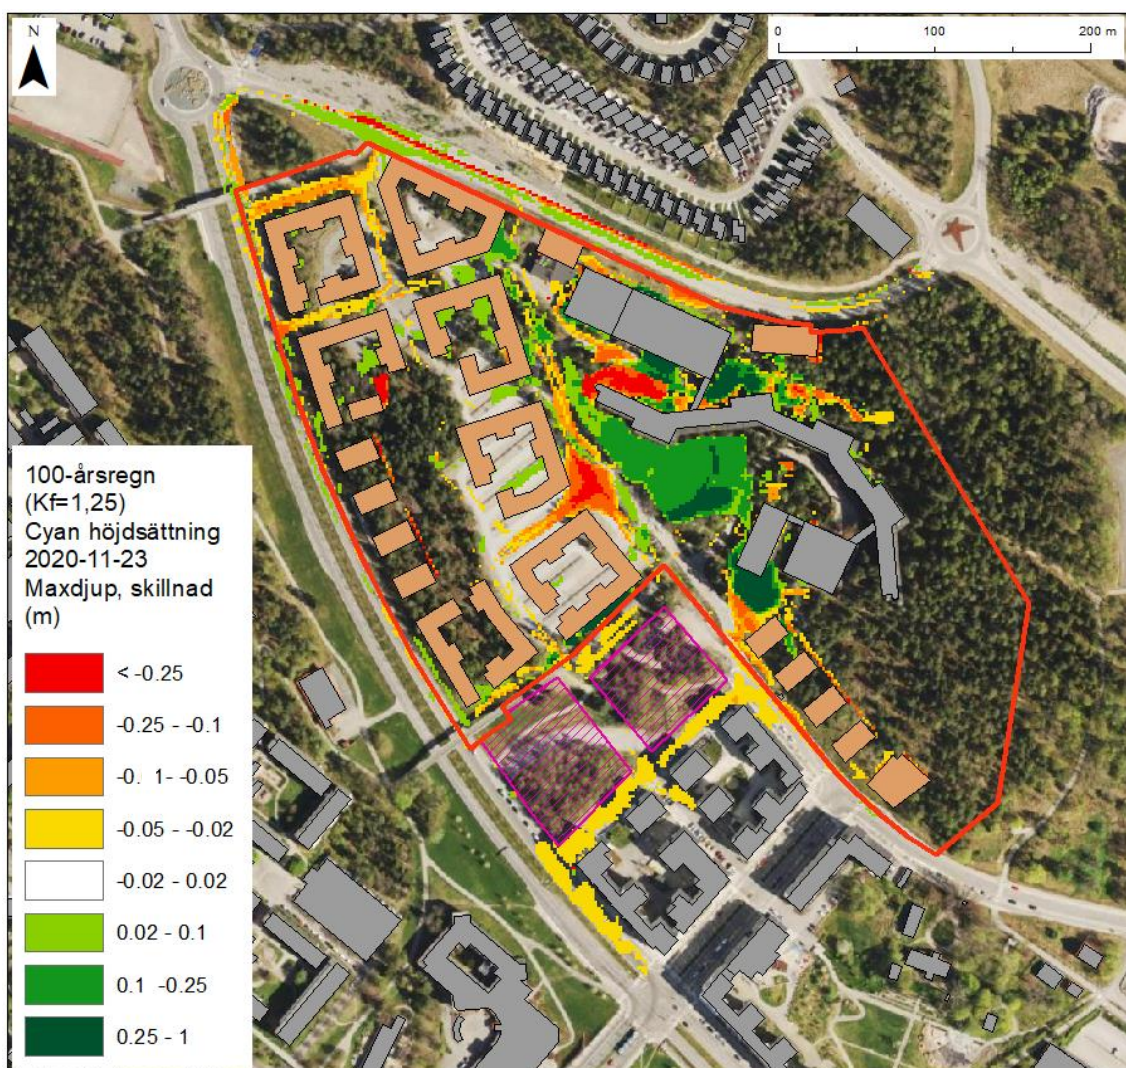 N
0 100 200 m
100-årsregn
(Kf=1,25)
Cyan höjdsättning
2020-11-23
Maxdjup, skillnad
(m)
< -0.25
-0.25 - -0.1
-0. 1- -0.05
-0.05 - -0.02
-0.02 - 0.02
0.02 - 0.1
0.1 -0.25
0.25 - 1